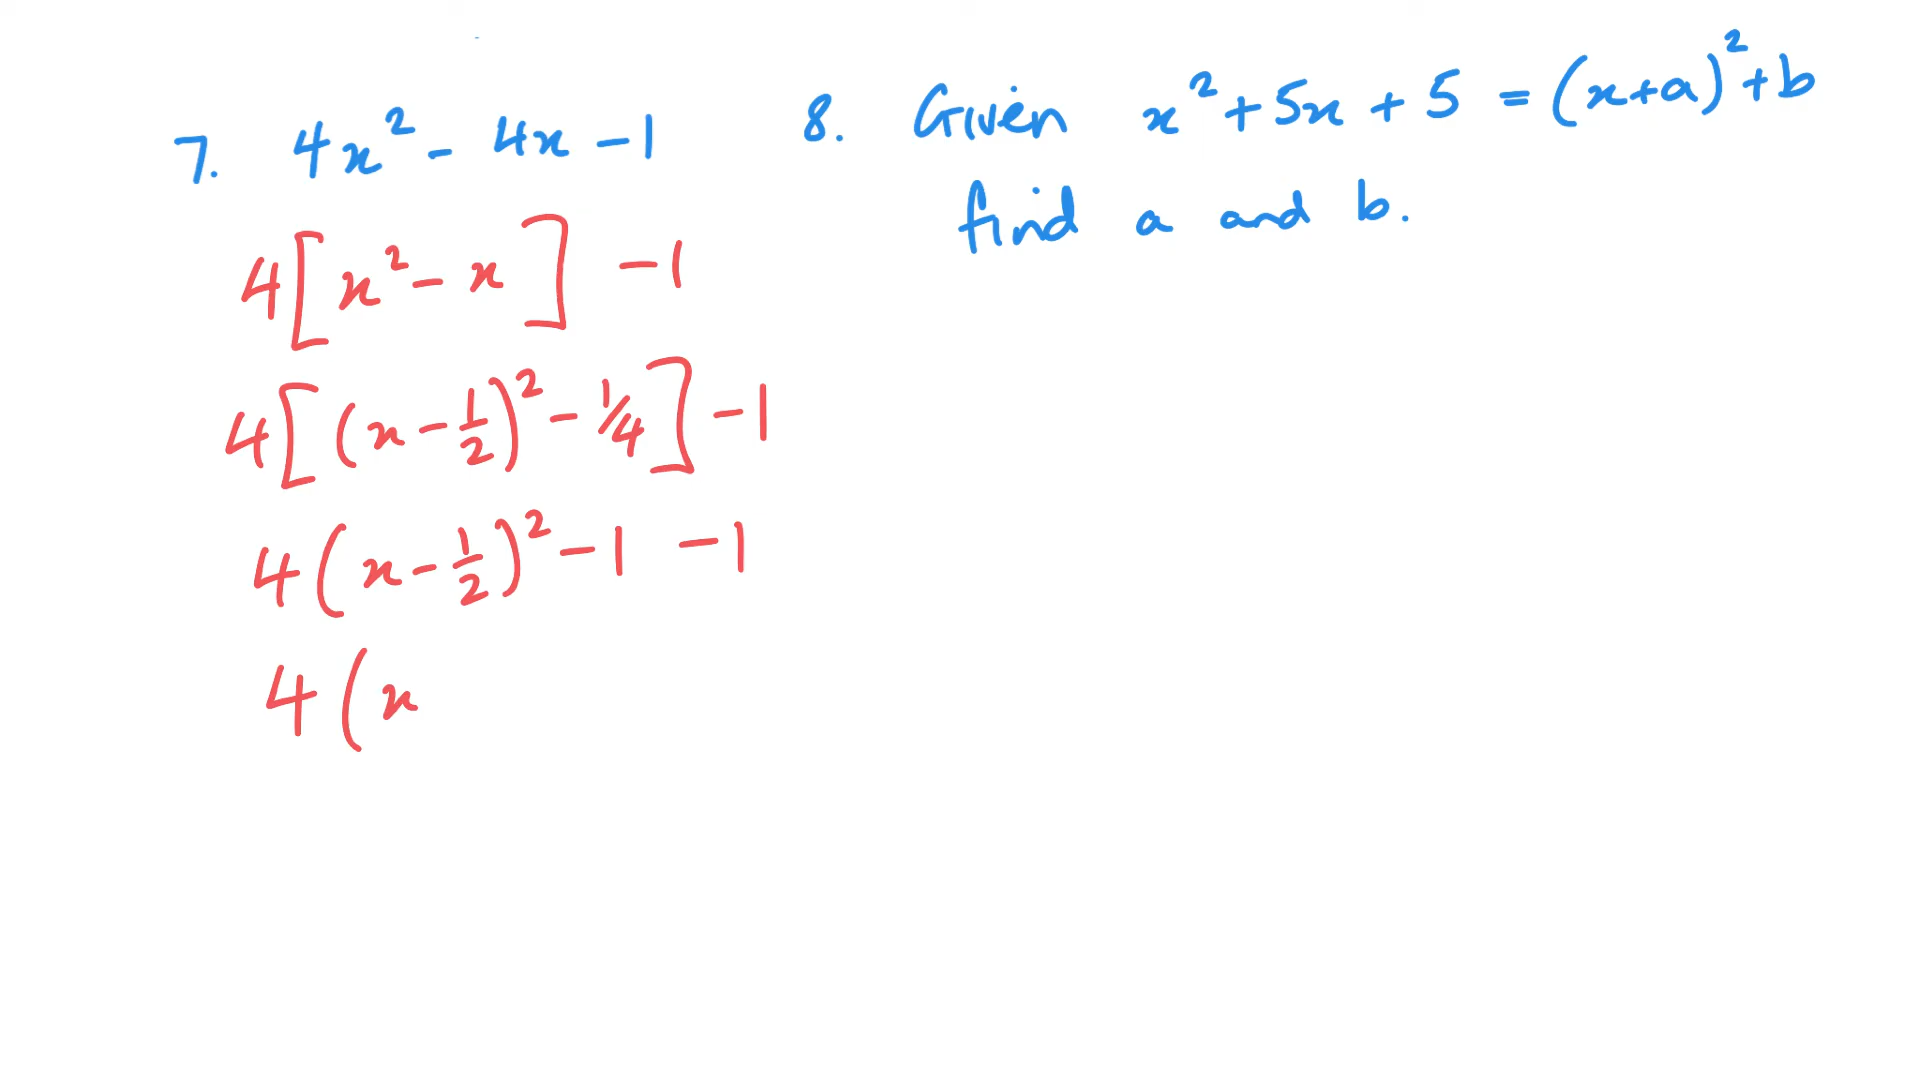 7. 4x² - 4x - 1
4[x² - x] - 1
4[(x - 1/2)² - 1/4] - 1
4(x - 1/2)² - 1 - 1
4(x
8. Given x² + 5x + 5 = (x+a)² + b
find a and b.